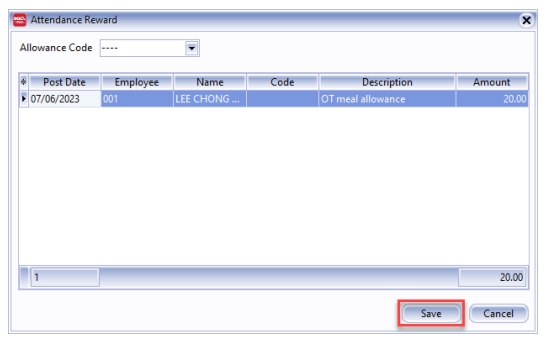 Attendance Reward
Allowance Code ----
Post Date Employee Name Code Description Amount
07/06/2023 001 LEE CHONG ... OT meal allowance 20.00
1 20.00
Save Cancel